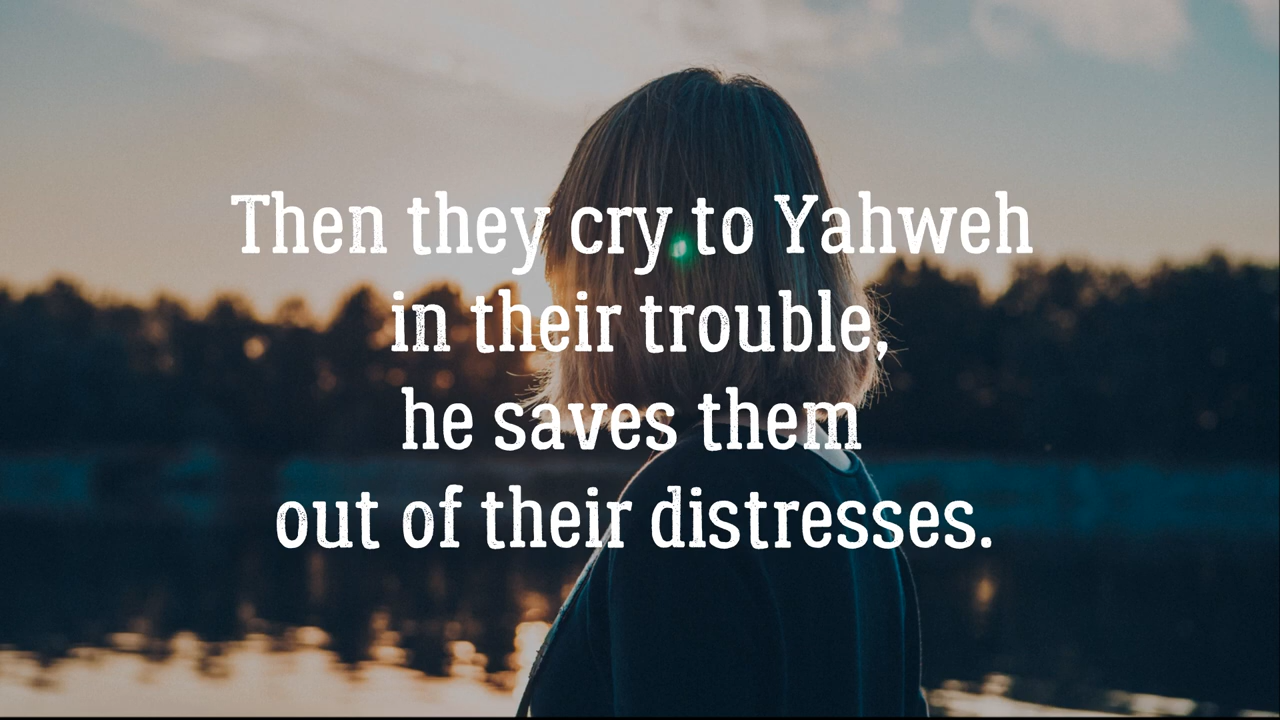 Then they cry to Yahweh
in their trouble,
he saves them
out of their distresses.